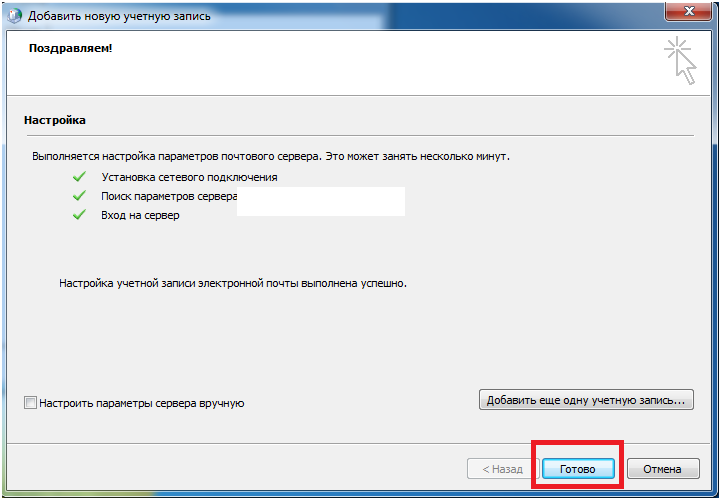 Добавить новую учетную запись
Поздравляем!
Настройка
Выполняется настройка параметров почтового сервера. Это может занять несколько минут.
Установка сетевого подключения
Поиск параметров сервера
Вход на сервер
Настройка учетной записи электронной почты выполнена успешно.
Настроить параметры сервера вручную
Добавить еще одну учетную запись...
< Назад
Готово
Отмена